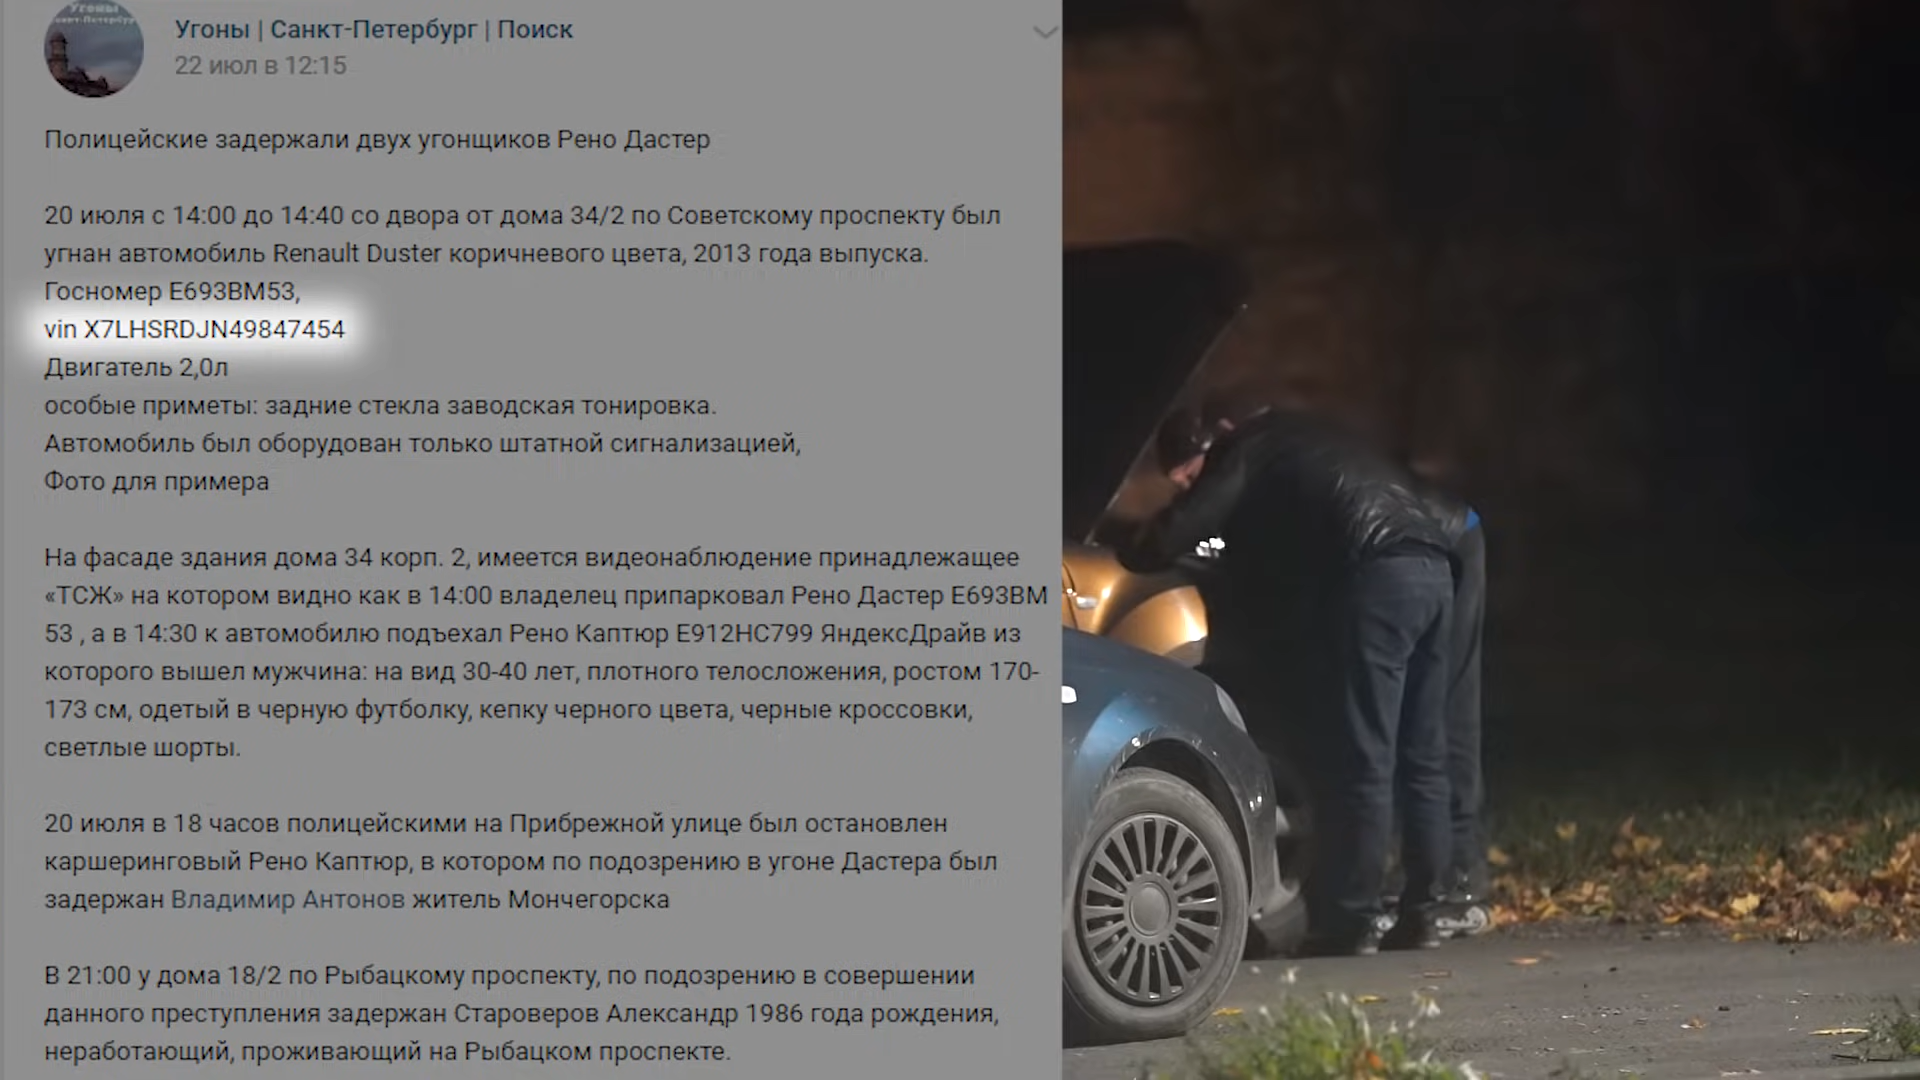 Угоны
Санкт-Петербург
Угоны | Санкт-Петербург | Поиск
22 июл в 12:15
Полицейские задержали двух угонщиков Рено Дастер
20 июля с 14:00 до 14:40 со двора от дома 34/2 по Советскому проспекту был
угнан автомобиль Renault Duster коричневого цвета, 2013 года выпуска.
Госномер Е693ВМ53,
vin X7LHSRDJN49847454
Двигатель 2,0л
особые приметы: задние стекла заводская тонировка.
Автомобиль был оборудован только штатной сигнализацией,
Фото для примера
На фасаде здания дома 34 корп. 2, имеется видеонаблюдение принадлежащее
«ТСЖ» на котором видно как в 14:00 владелец припарковал Рено Дастер Е693ВМ
53 , а в 14:30 к автомобилю подъехал Рено Каптюр Е912НС799 ЯндексДрайв из
которого вышел мужчина: на вид 30-40 лет, плотного телосложения, ростом 170-
173 см, одетый в черную футболку, кепку черного цвета, черные кроссовки,
светлые шорты.
20 июля в 18 часов полицейскими на Прибрежной улице был остановлен
каршеринговый Рено Каптюр, в котором по подозрению в угоне Дастера был
задержан Владимир Антонов житель Мончегорска
В 21:00 у дома 18/2 по Рыбацкому проспекту, по подозрению в совершении
данного преступления задержан Староверов Александр 1986 года рождения,
неработающий, проживающий на Рыбацком проспекте.